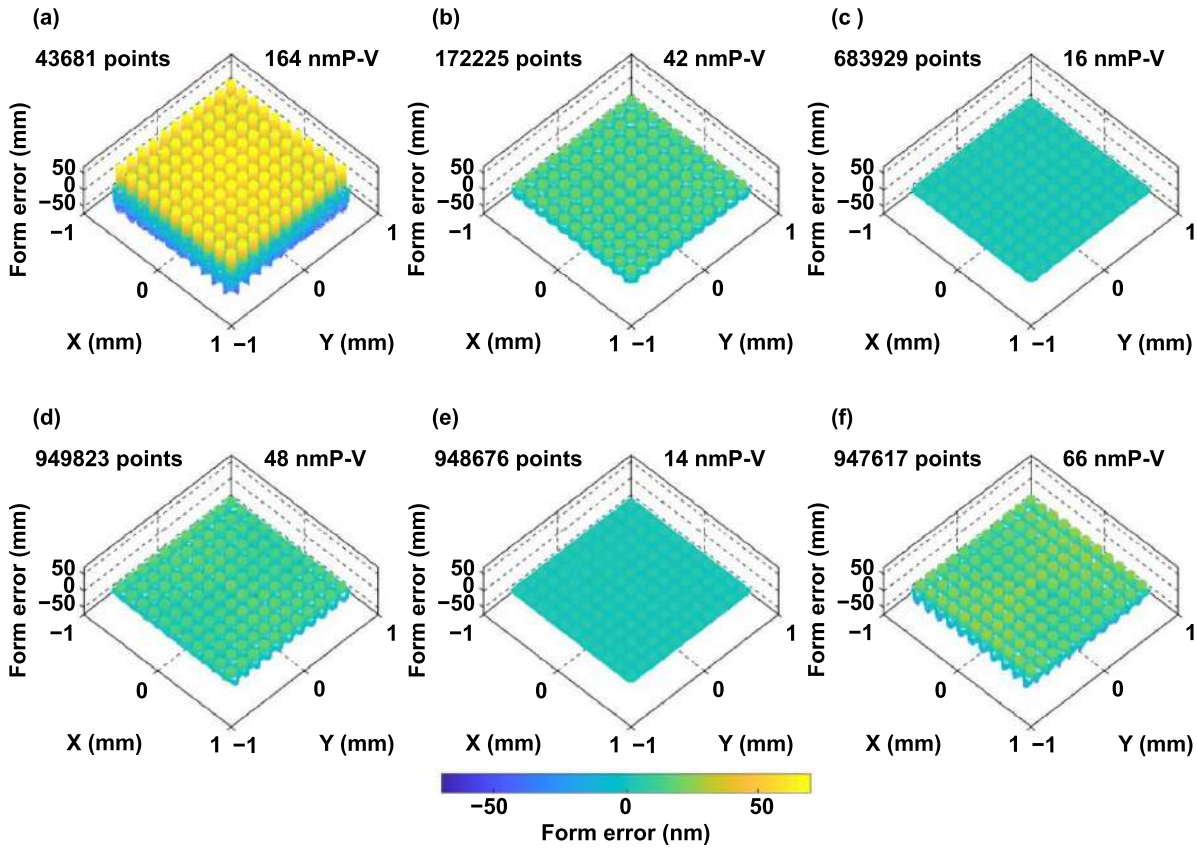 (a)
43681 points 164 nmP-V
Form error (mm)
50
0
−50
−1
0
X (mm)
1 −1
Y (mm)
0
1
(b)
172225 points 42 nmP-V
Form error (mm)
50
0
−50
−1
0
X (mm)
1 −1
Y (mm)
0
1
(c )
683929 points 16 nmP-V
Form error (mm)
50
0
−50
−1
0
X (mm)
1 −1
Y (mm)
0
1
(d)
949823 points 48 nmP-V
Form error (mm)
50
0
−50
−1
0
X (mm)
1 −1
Y (mm)
0
1
(e)
948676 points 14 nmP-V
Form error (mm)
50
0
−50
−1
0
X (mm)
1 −1
Y (mm)
0
1
(f)
947617 points 66 nmP-V
Form error (mm)
50
0
−50
−1
0
X (mm)
1 −1
Y (mm)
0
1
−50 0 50
Form error (nm)